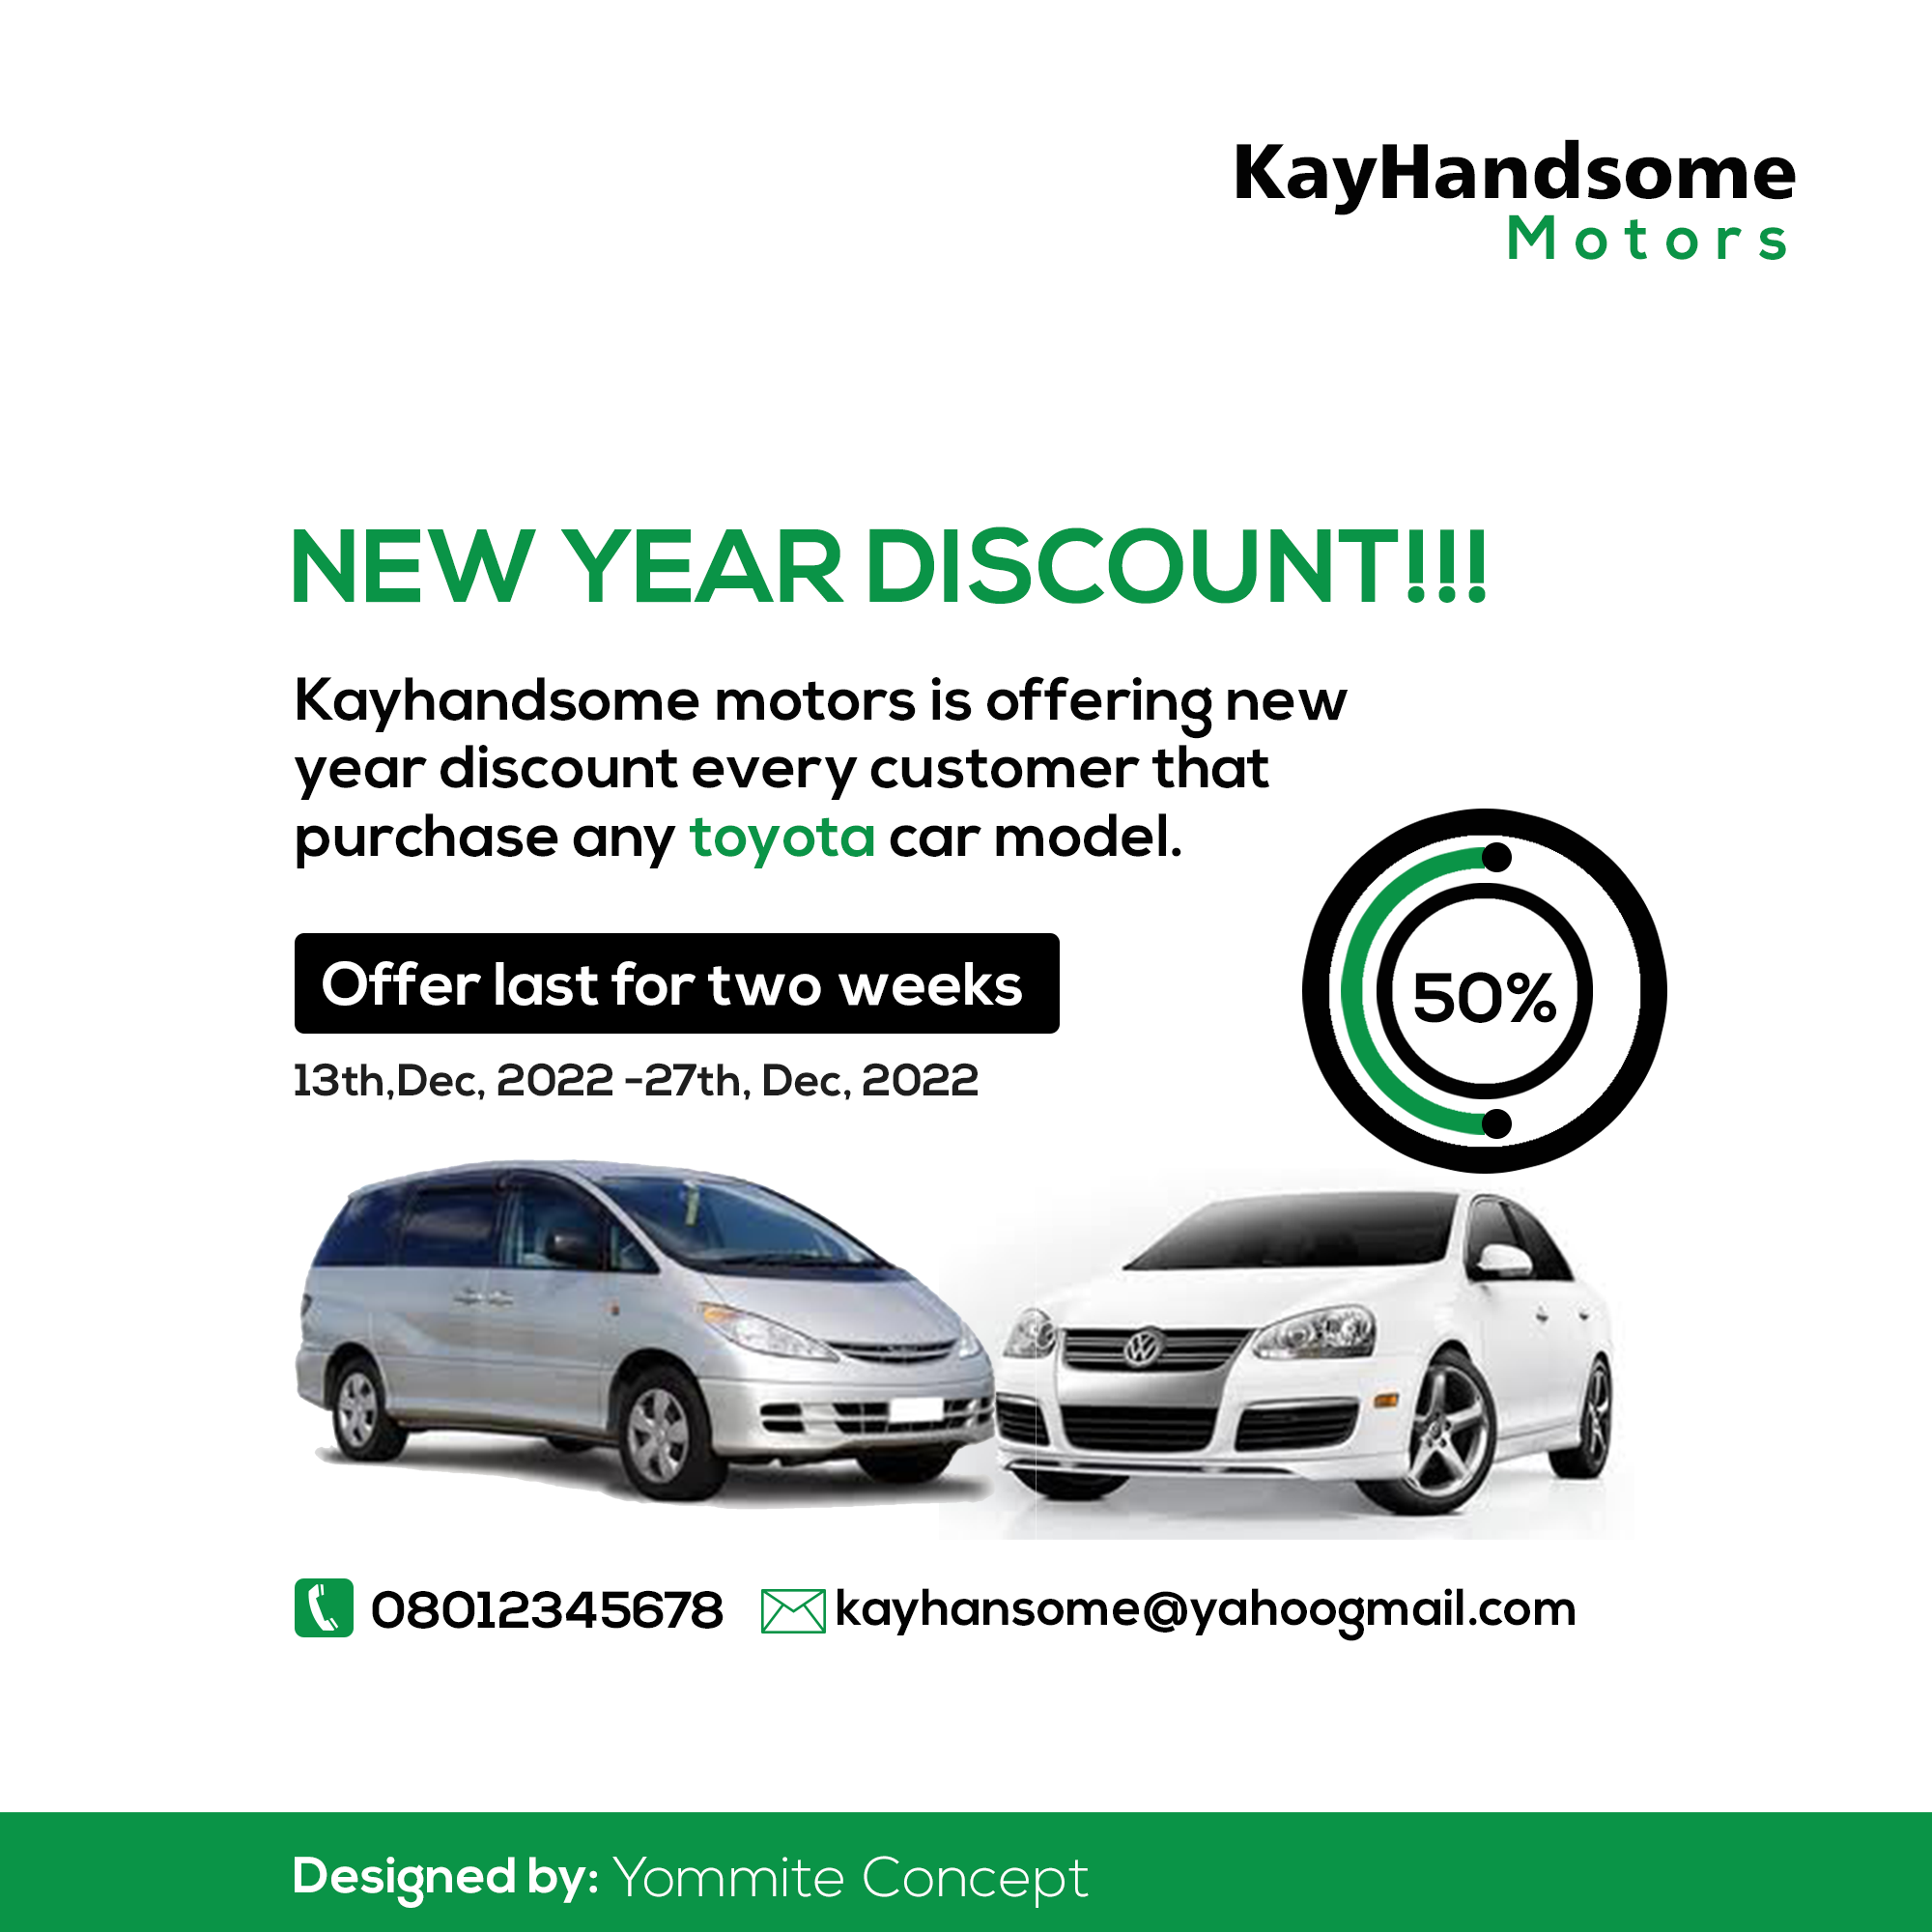 KayHandsome
Motors
NEW YEAR DISCOUNT!!!
Kayhandsome motors is offering new
year discount every customer that
purchase any toyota car model.
50%
Offer last for two weeks
13th,Dec, 2022 -27th, Dec, 2022
08012345678
kayhansome@yahoogmail.com
Designed by: Yommite Concept